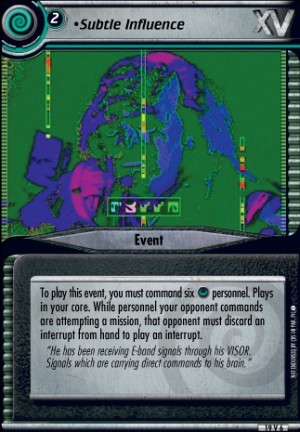 2
•Subtle Influence
XV
Event
To play this event, you must command six personnel. Plays
in your core. While personnel your opponent commands
are attempting a mission, that opponent must discard an
interrupt from hand to play an interrupt.
"He has been receiving E-band signals through his VISOR.
Signals which are carrying direct commands to his brain."
10 V 6